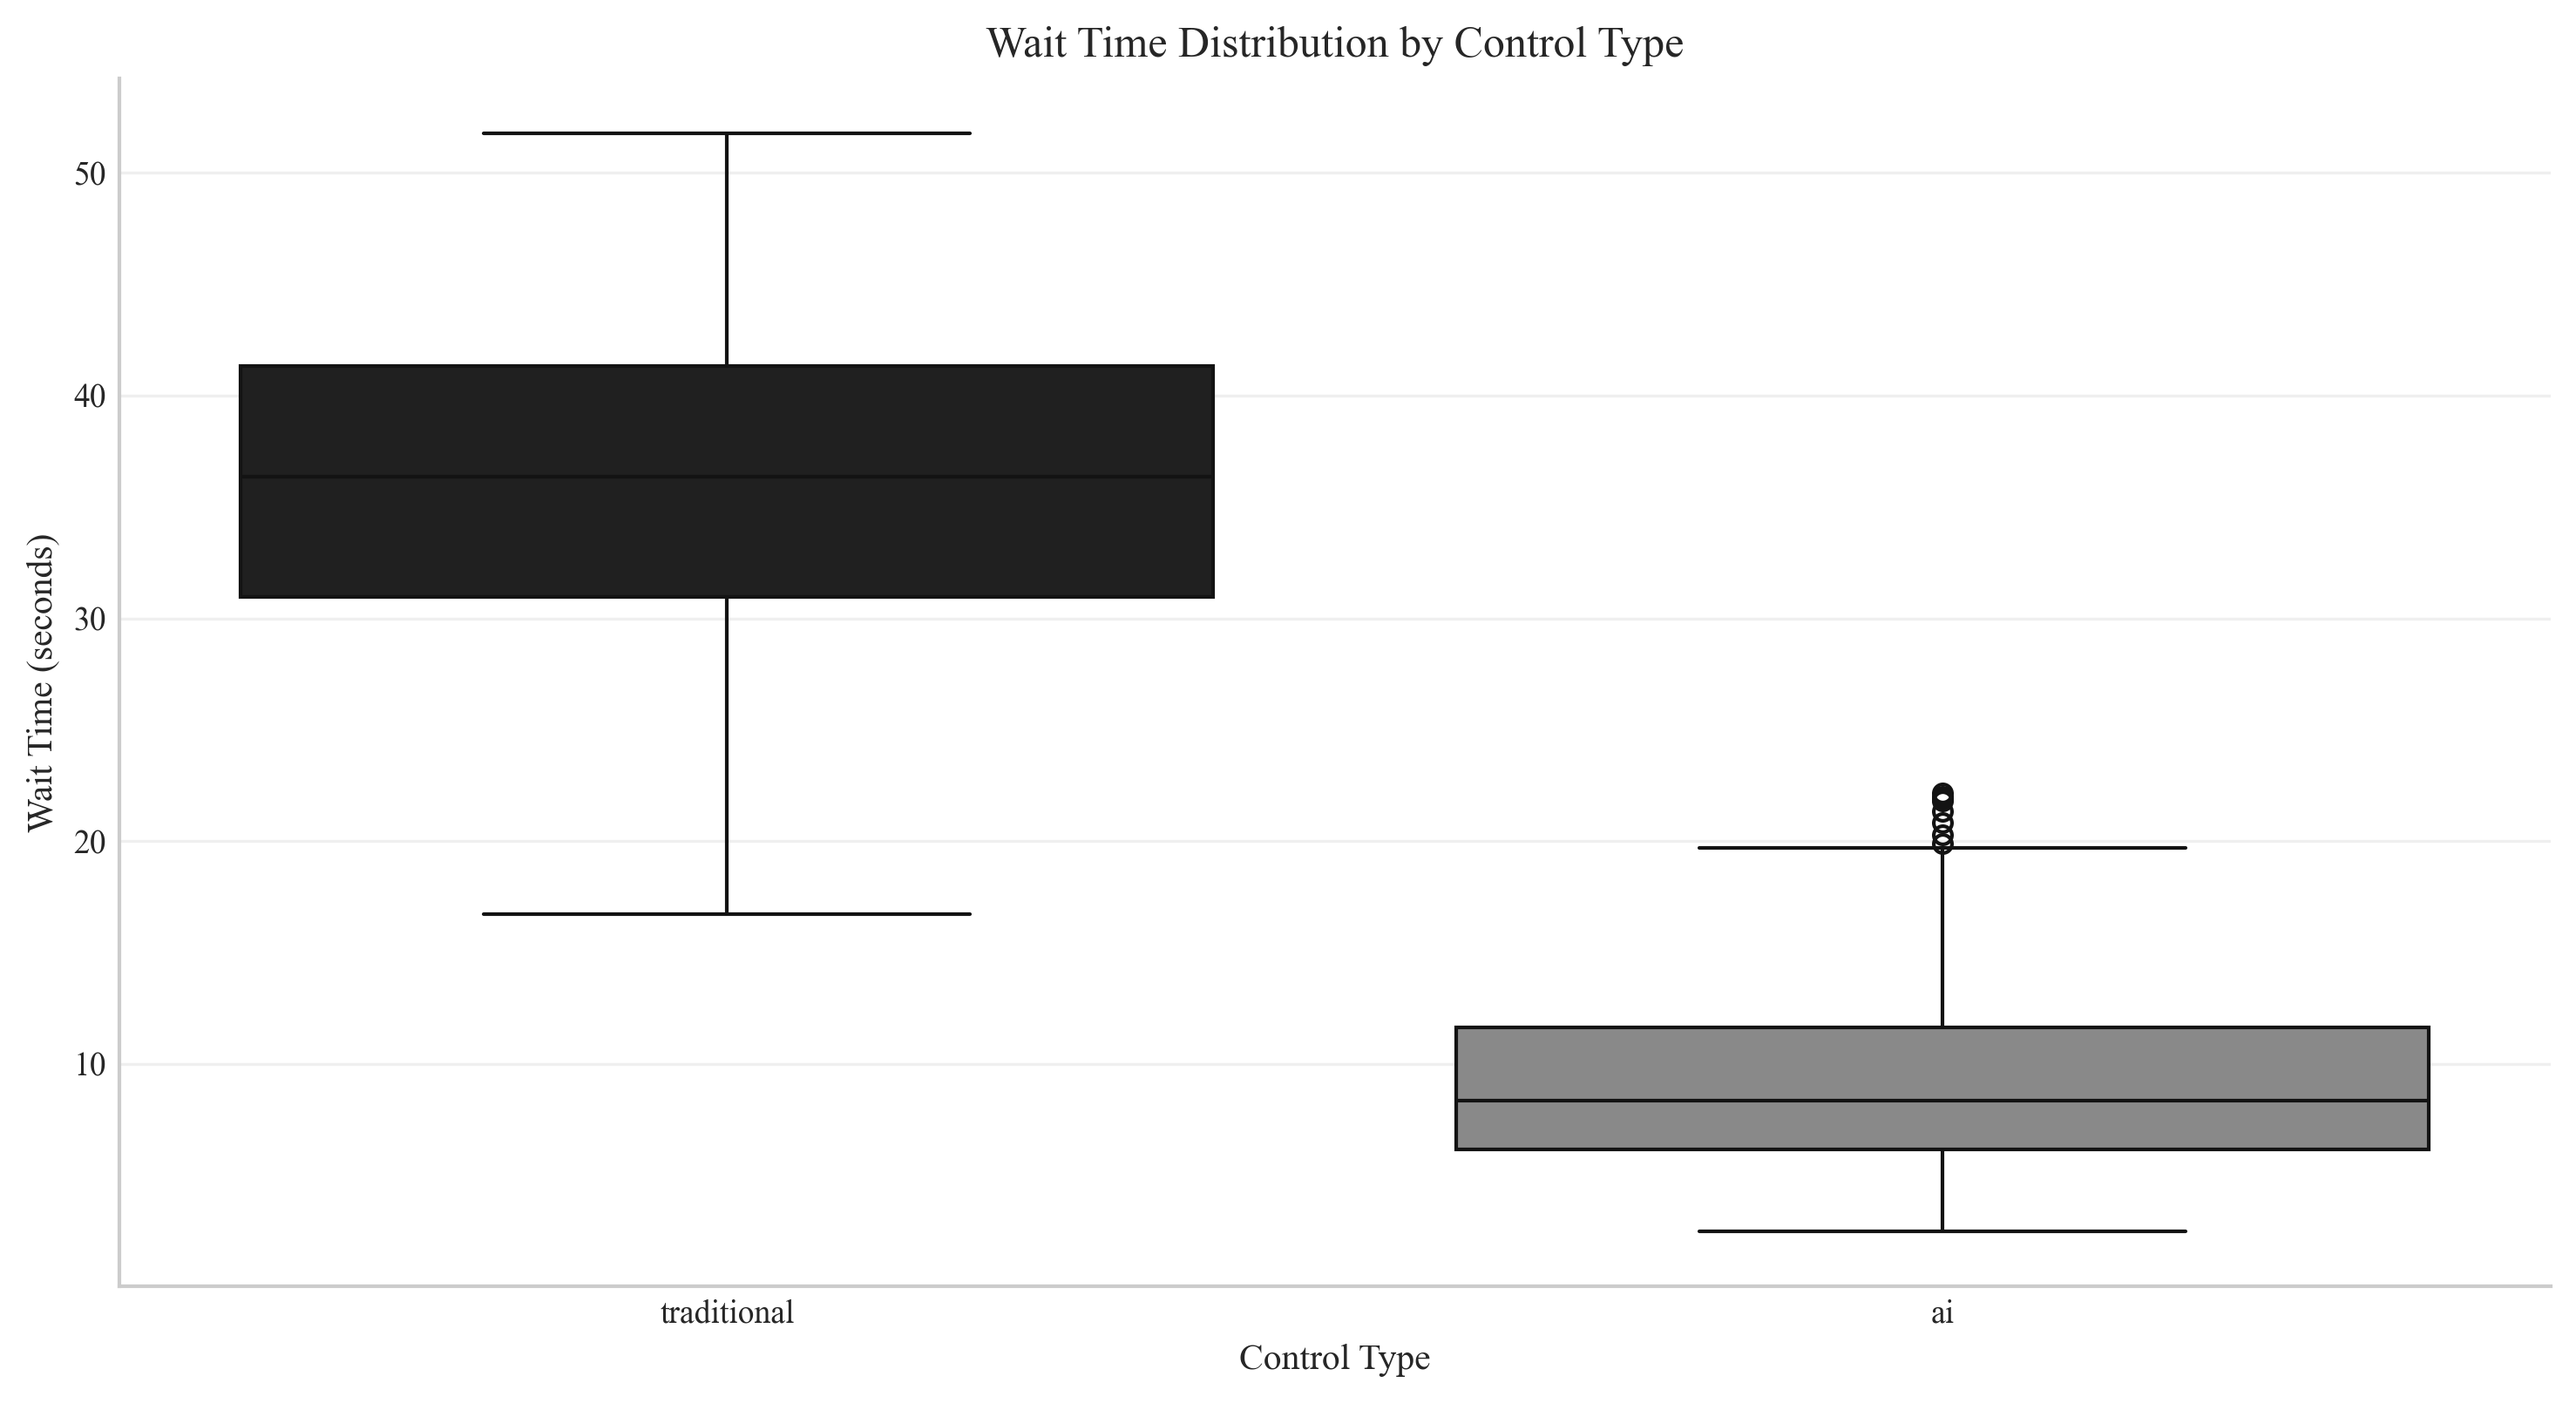 Wait Time Distribution by Control Type
Wait Time (seconds)
50
40
30
20
10
traditional
ai
Control Type